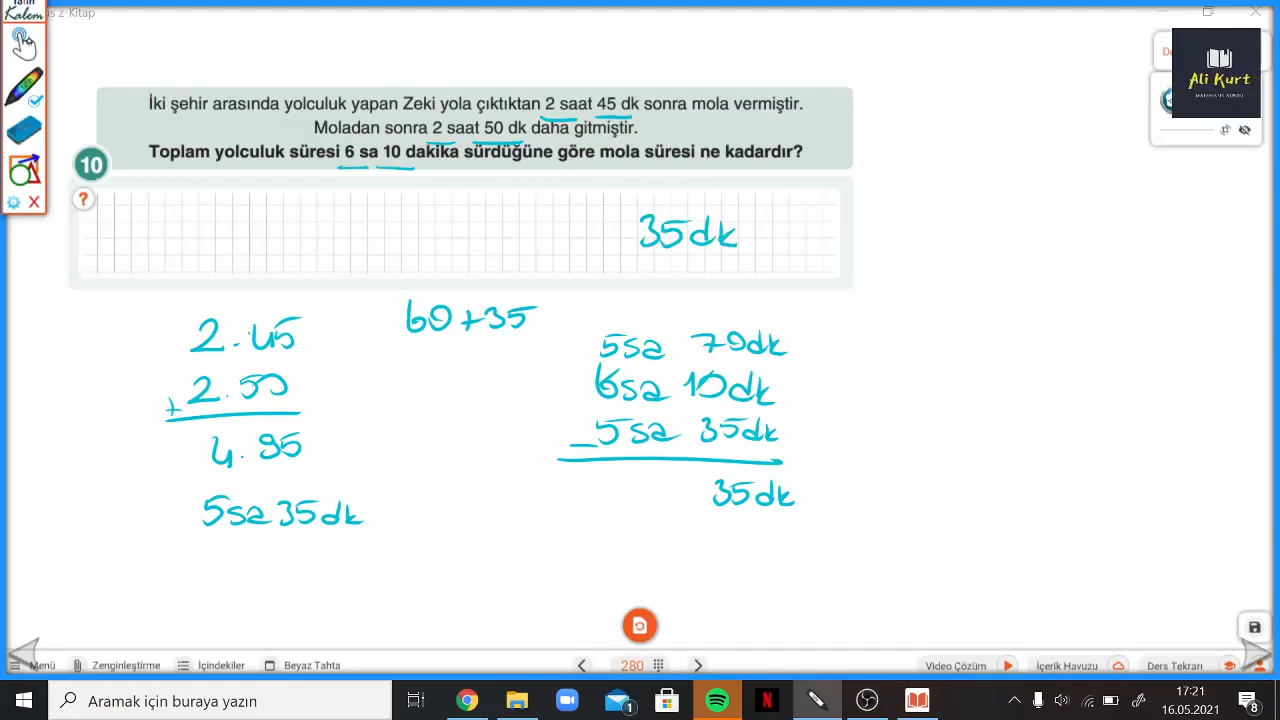 Kalem
z Kitap
Ali Kurt
İki şehir arasında yolculuk yapan Zeki yola çıktıktan 2 saat 45 dk sonra mola vermiştir.
Moladan sonra 2 saat 50 dk daha gitmiştir.
Toplam yolculuk süresi 6 sa 10 dakika sürdüğüne göre mola süresi ne kadardır?
10
?
35dk
2.45
+2.50
4.95
5sa 35dk
60+35
5sa 70dk
6sa 10dk
-5sa 35dk
35dk
Menü
Zenginleştirme
İçindekiler
Beyaz Tahta
280
Video Çözüm
İçerik Havuzu
Ders Tekrarı
Aramak için buraya yazın
1
N
17:21
16.05.2021
8